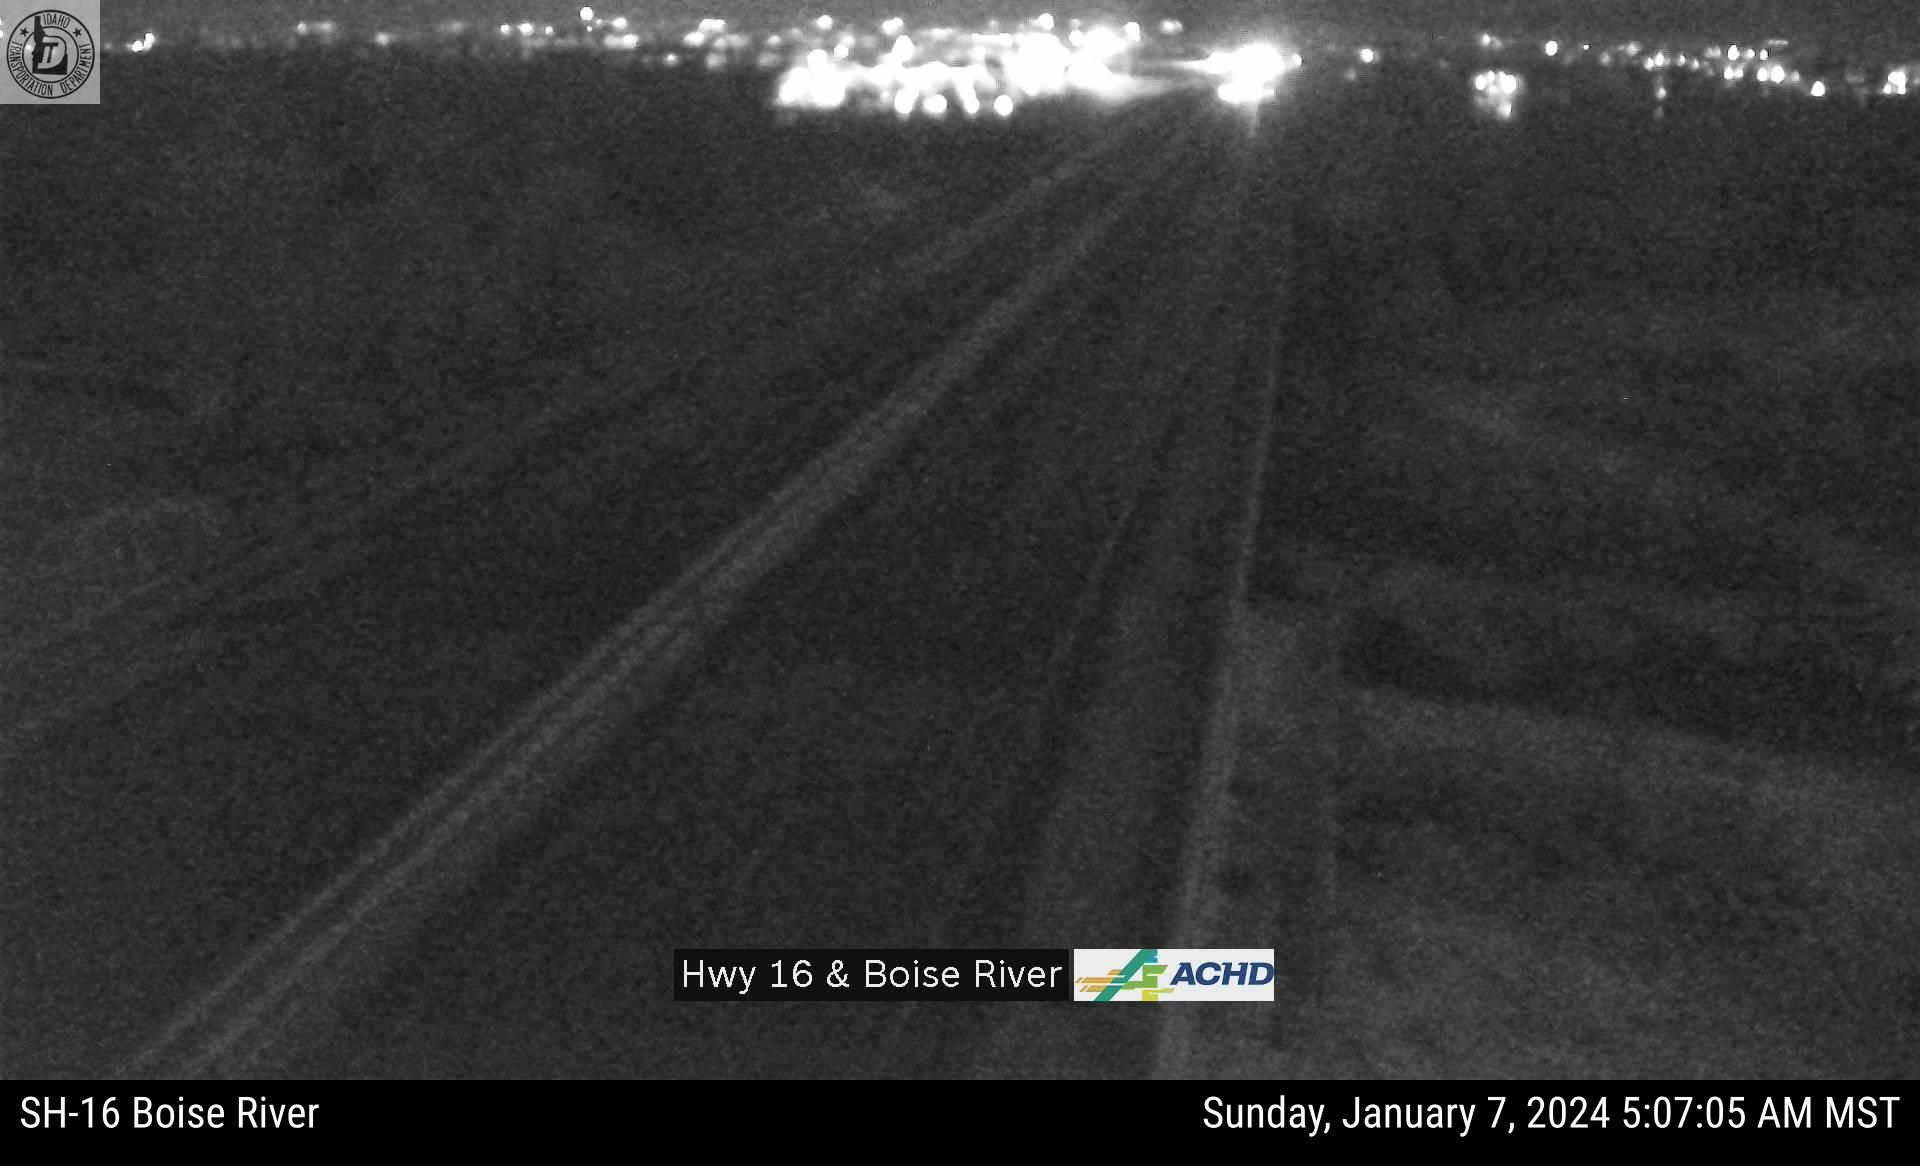 IDAHO
TRANSPORTATION DEPARTMENT
Hwy 16 & Boise River
ACHD
SH-16 Boise River
Sunday, January 7, 2024 5:07:05 AM MST